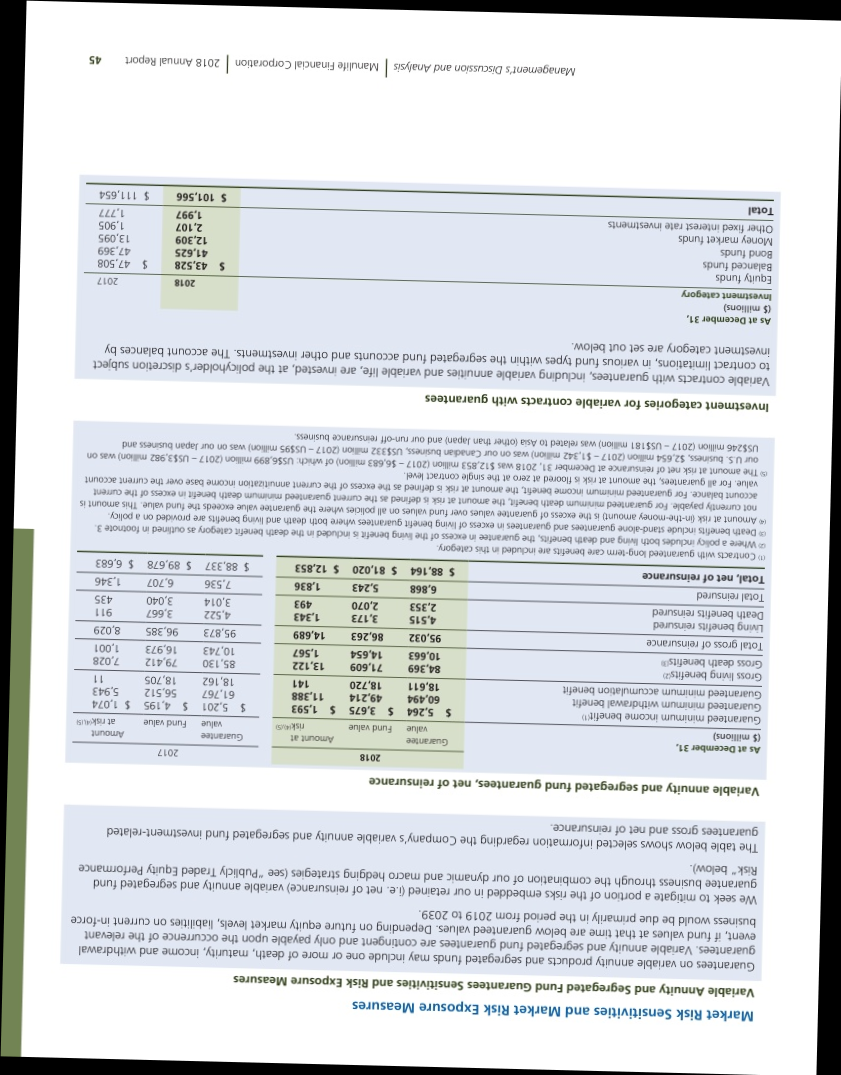 Market Risk Sensitivities and Market Risk Exposure Measures
Variable Annuity and Segregated Fund Guarantees Sensitivities and Risk Exposure Measures
Guarantees on variable annuity products and segregated funds may include one or more of death, maturity, income and withdrawal
guarantees. Variable annuity and segregated fund guarantees are contingent and only payable upon the occurrence of the relevant
event, if fund values at that time are below guaranteed values. Depending on future equity market levels, liabilities on current in-force
business would be due primarily in the period from 2019 to 2039.
We seek to mitigate a portion of the risks embedded in our retained (i.e. net of reinsurance) variable annuity and segregated fund
guarantee business through the combination of our dynamic and macro hedging strategies (see "Publicly Traded Equity Performance
Risk" below).
The table below shows selected information regarding the Company's variable annuity and segregated fund investment-related
guarantees gross and net of reinsurance.
Variable annuity and segregated fund guarantees, net of reinsurance
2018 2017
As at December 31,
($ millions) Guarantee value Fund value Amount at risk(4)(5) Guarantee value Fund value Amount at risk(4)(5)
Guaranteed minimum income benefit(1) $ 5,264 $ 3,675 $ 1,593 $ 5,201 $ 4,195 $ 1,074
Guaranteed minimum withdrawal benefit 60,494 49,214 11,388 61,767 56,512 5,943
Guaranteed minimum accumulation benefit 18,611 18,720 141 18,162 18,705 11
Gross living benefits(2) 84,369 71,609 13,122 85,130 79,412 7,028
Gross death benefits(3) 10,663 14,654 1,567 10,743 16,973 1,001
Total gross of reinsurance 95,032 86,263 14,689 95,873 96,385 8,029
Living benefits reinsured 4,515 3,173 1,343 4,522 3,667 911
Death benefits reinsured 2,353 2,070 493 3,014 3,040 435
Total reinsured 6,868 5,243 1,836 7,536 6,707 1,346
Total, net of reinsurance $ 88,164 $ 81,020 $ 12,853 $ 88,337 $ 89,678 $ 6,683
(1) Contracts with guaranteed long-term care benefits are included in this category.
(2) Where a policy includes both living and death benefits, the guarantee in excess of the living benefit is included in the death benefit category as outlined in footnote 3.
(3) Death benefits include stand-alone guarantees and guarantees in excess of living benefit guarantees where both death and living benefits are provided on a policy.
(4) Amount at risk (in-the-money amount) is the excess of guarantee values over fund values on all policies where the guarantee value exceeds the fund value. This amount is
not currently payable. For guaranteed minimum death benefit, the amount at risk is defined as the current guaranteed minimum death benefit in excess of the current
account balance. For guaranteed minimum income benefit, the amount at risk is defined as the excess of the current annuitization income base over the current account
value. For all guarantees, the amount at risk is floored at zero at the single contract level.
(5) The amount at risk net of reinsurance at December 31, 2018 was $12,853 million (2017 – $6,683 million) of which: US$6,899 million (2017 – US$3,982 million) was on
our U.S. business, $2,654 million (2017 – $1,342 million) was on our Canadian business, US$332 million (2017 – US$95 million) was on our Japan business and
US$246 million (2017 – US$181 million) was related to Asia (other than Japan) and our run-off reinsurance business.
Investment categories for variable contracts with guarantees
Variable contracts with guarantees, including variable annuities and variable life, are invested, at the policyholder's discretion subject
to contract limitations, in various fund types within the segregated fund accounts and other investments. The account balances by
investment category are set out below.
As at December 31,
($ millions)
Investment category 2018 2017
Equity funds $ 43,528 $ 47,508
Balanced funds 41,625 47,369
Bond funds 12,309 13,095
Money market funds 2,107 1,905
Other fixed interest rate investments 1,997 1,777
Total $ 101,566 $ 111,654
Management's Discussion and Analysis | Manulife Financial Corporation | 2018 Annual Report 45